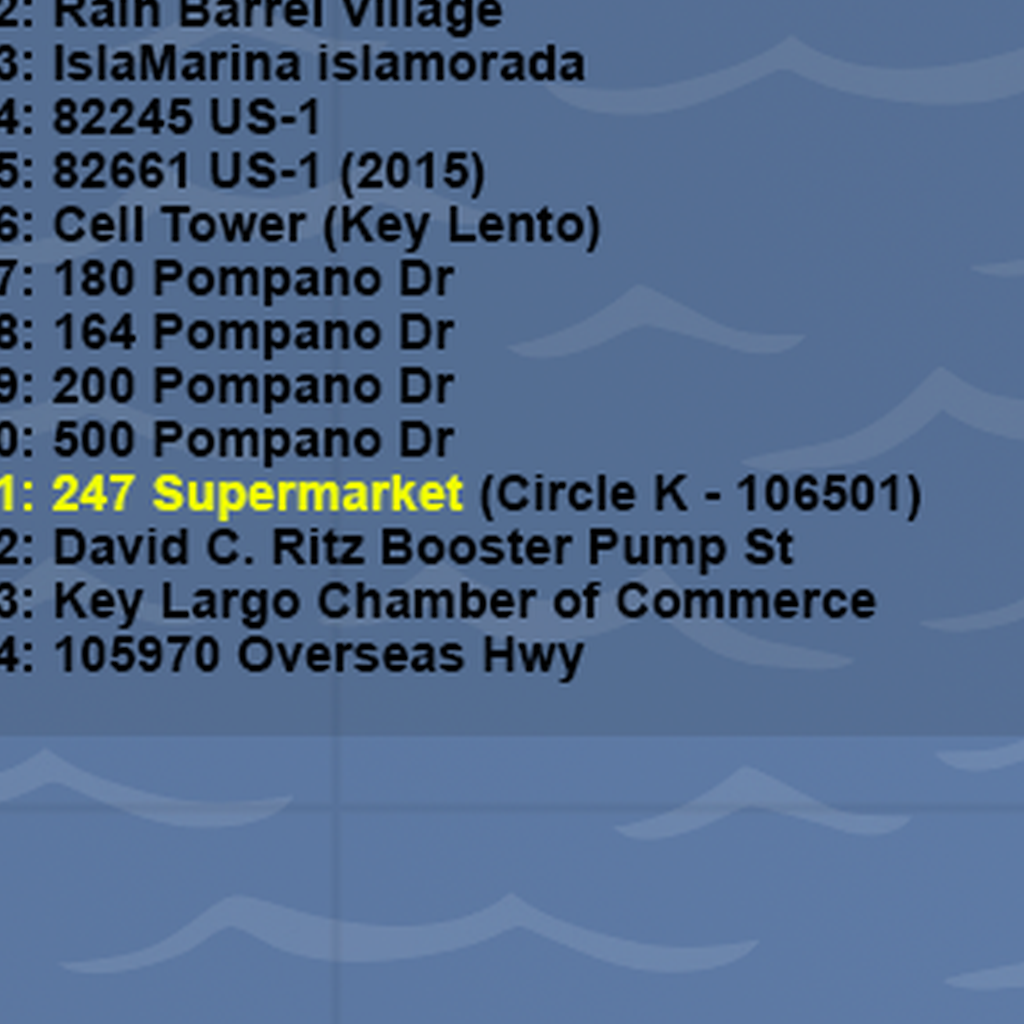 2: Rain Barrel Village
3: IslaMarina islamorada
4: 82245 US-1
5: 82661 US-1 (2015)
6: Cell Tower (Key Lento)
7: 180 Pompano Dr
8: 164 Pompano Dr
9: 200 Pompano Dr
0: 500 Pompano Dr
1: 247 Supermarket (Circle K - 106501)
2: David C. Ritz Booster Pump St
3: Key Largo Chamber of Commerce
4: 105970 Overseas Hwy